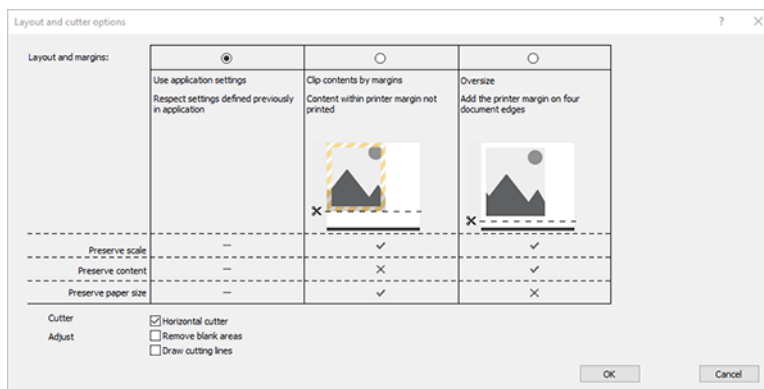 Layout and cutter options
Layout and margins:
Use application settings
Clip contents by margins
Oversize
Respect settings defined previously
in application
Content within printer margin not
printed
Add the printer margin on four
document edges
Preserve scale
Preserve content
Preserve paper size
Cutter
Horizontal cutter
Adjust
Remove blank areas
Draw cutting lines
OK
Cancel